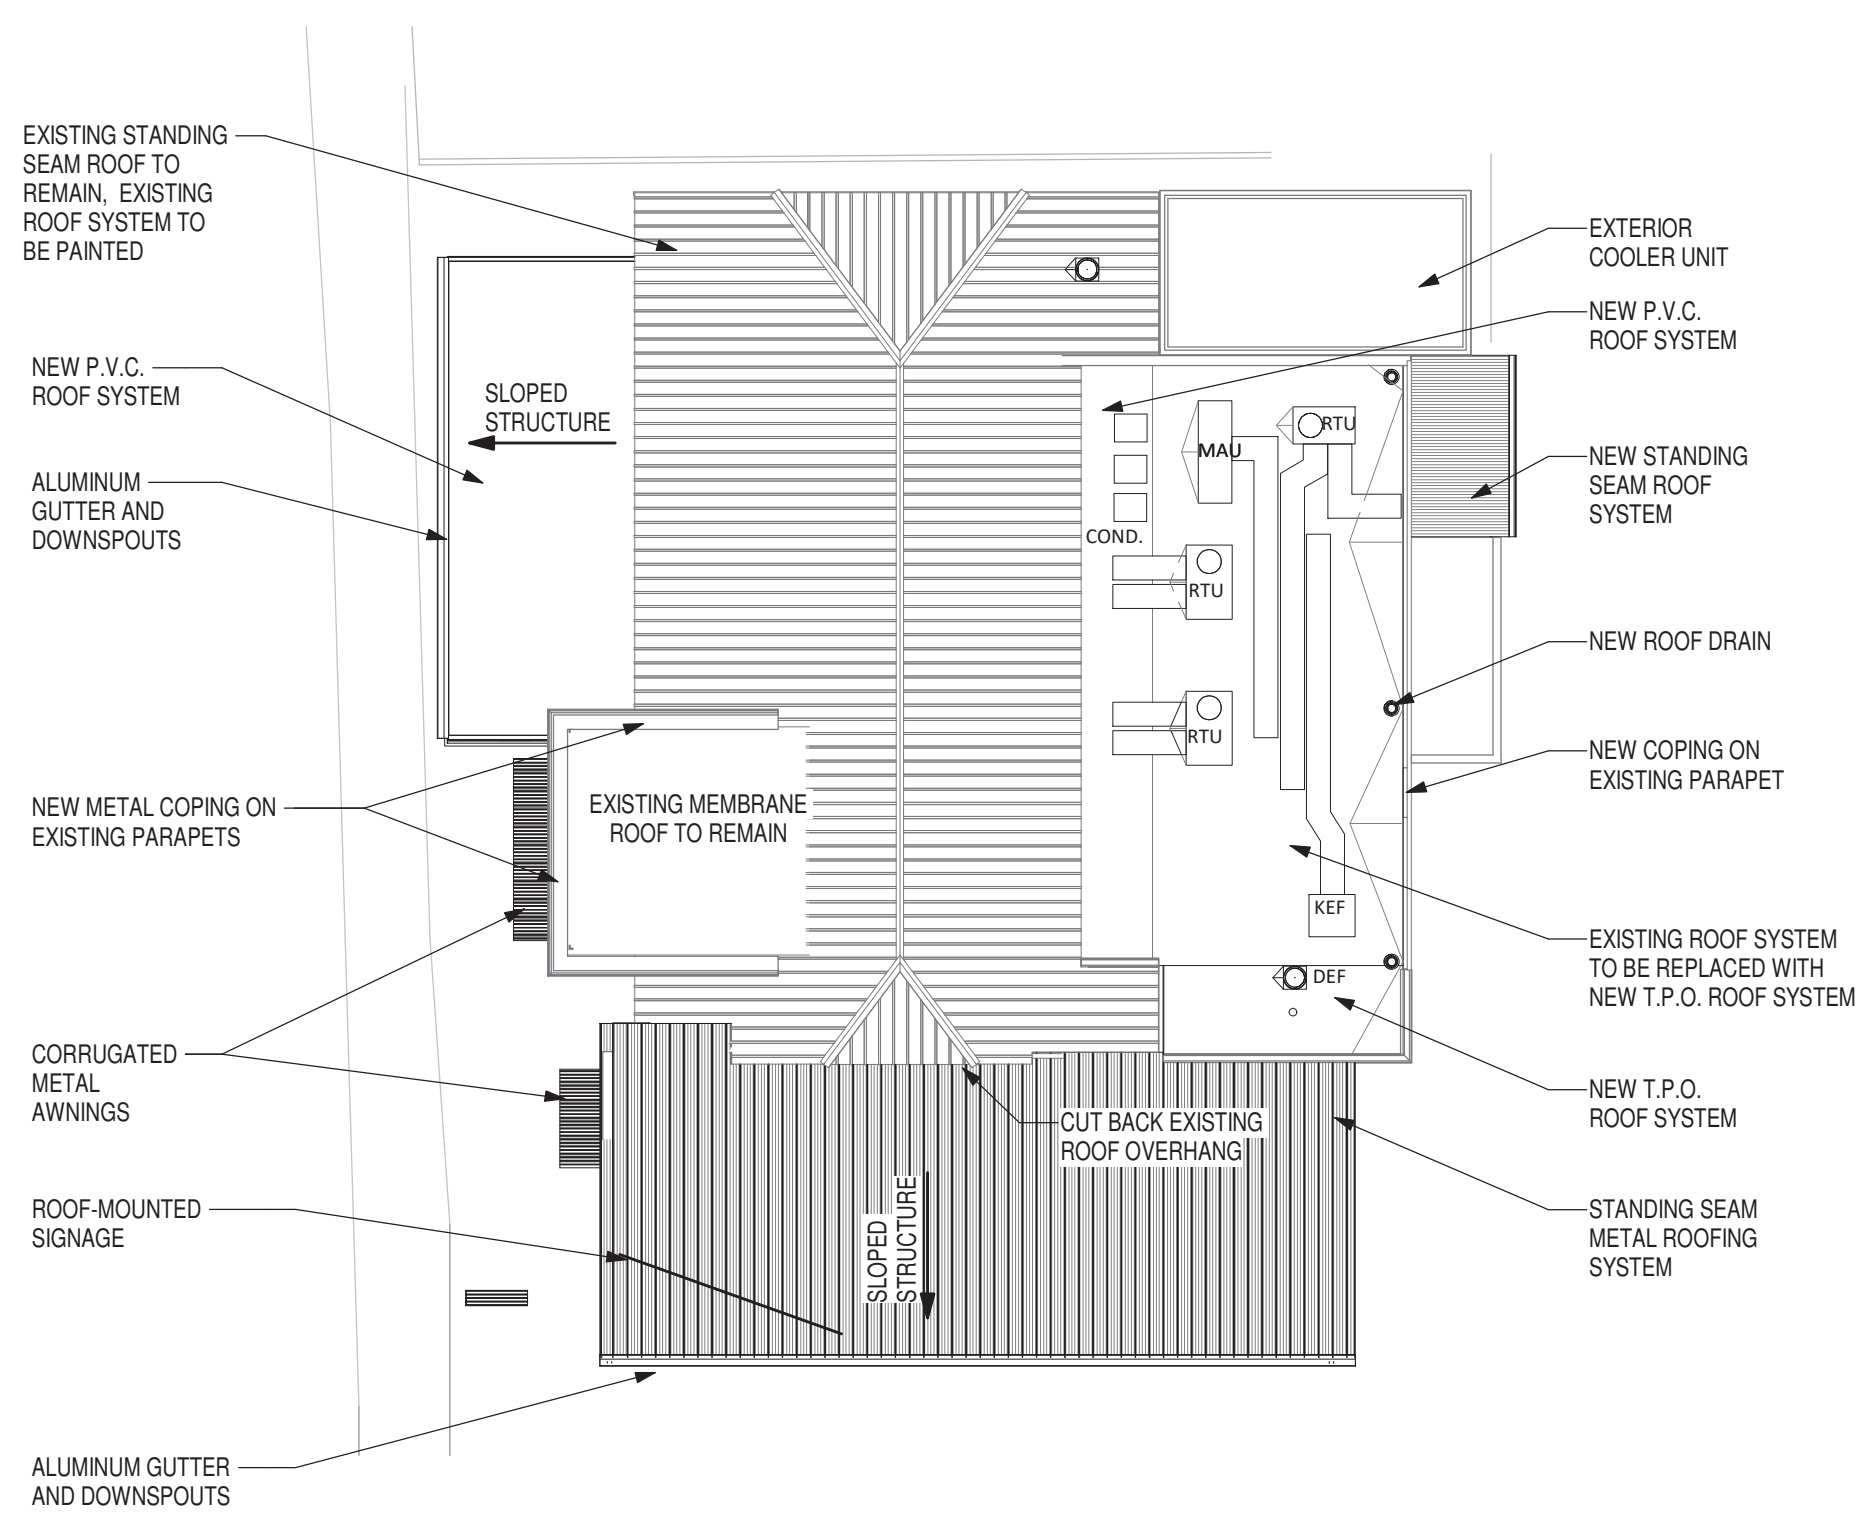 EXISTING STANDING
SEAM ROOF TO
REMAIN, EXISTING
ROOF SYSTEM TO
BE PAINTED
NEW P.V.C.
ROOF SYSTEM
ALUMINUM
GUTTER AND
DOWNSPOUTS
NEW METAL COPING ON
EXISTING PARAPETS
CORRUGATED
METAL
AWNINGS
ROOF-MOUNTED
SIGNAGE
ALUMINUM GUTTER
AND DOWNSPOUTS
SLOPED
STRUCTURE
EXISTING MEMBRANE
ROOF TO REMAIN
SLOPED
STRUCTURE
CUT BACK EXISTING
ROOF OVERHANG
MAU
RTU
COND.
RTU
RTU
KEF
DEF
EXTERIOR
COOLER UNIT
NEW P.V.C.
ROOF SYSTEM
NEW STANDING
SEAM ROOF
SYSTEM
NEW ROOF DRAIN
NEW COPING ON
EXISTING PARAPET
EXISTING ROOF SYSTEM
TO BE REPLACED WITH
NEW T.P.O. ROOF SYSTEM
NEW T.P.O.
ROOF SYSTEM
STANDING SEAM
METAL ROOFING
SYSTEM